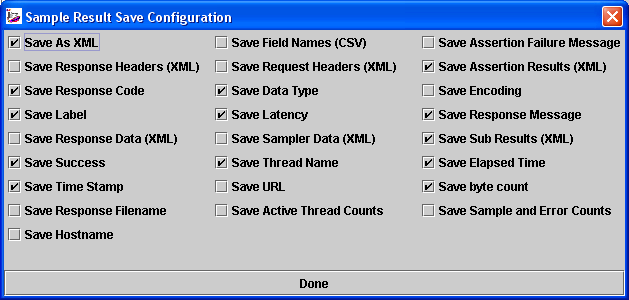 Sample Result Save Configuration
Save As XML Save Field Names (CSV) Save Assertion Failure Message
Save Response Headers (XML) Save Request Headers (XML) Save Assertion Results (XML)
Save Response Code Save Data Type Save Encoding
Save Label Save Latency Save Response Message
Save Response Data (XML) Save Sampler Data (XML) Save Sub Results (XML)
Save Success Save Thread Name Save Elapsed Time
Save Time Stamp Save URL Save byte count
Save Response Filename Save Active Thread Counts Save Sample and Error Counts
Save Hostname
Done